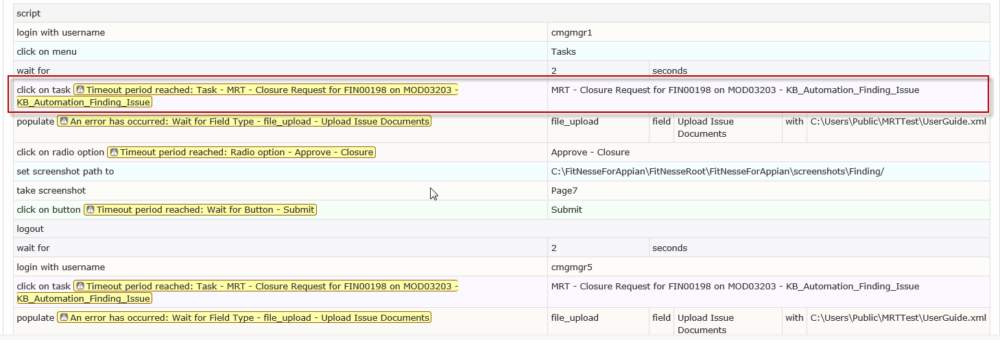 script
login with username cmgmgr1
click on menu Tasks
wait for 2 seconds
click on task Timeout period reached: Task - MRT - Closure Request for FIN00198 on MOD03203 - MRT - Closure Request for FIN00198 on MOD03203 - KB_Automation_Finding_Issue
KB_Automation_Finding_Issue
populate An error has occurred: Wait for Field Type - file_upload - Upload Issue Documents file_upload field Upload Issue with C:\Users\Public\MRTTest\UserGuide.xml
Documents
click on radio option Timeout period reached: Radio option - Approve - Closure Approve - Closure
set screenshot path to C:\FitNesseForAppian\FitNesseRoot\FitNesseForAppian\screenshots\Finding/
take screenshot Page7
click on button Timeout period reached: Wait for Button - Submit Submit
logout
wait for 2 seconds
login with username cmgmgr5
click on task Timeout period reached: Task - MRT - Closure Request for FIN00198 on MOD03203 - MRT - Closure Request for FIN00198 on MOD03203 - KB_Automation_Finding_Issue
KB_Automation_Finding_Issue
populate An error has occurred: Wait for Field Type - file_upload - Upload Issue Documents file_upload field Upload Issue with C:\Users\Public\MRTTest\UserGuide.xml
Documents